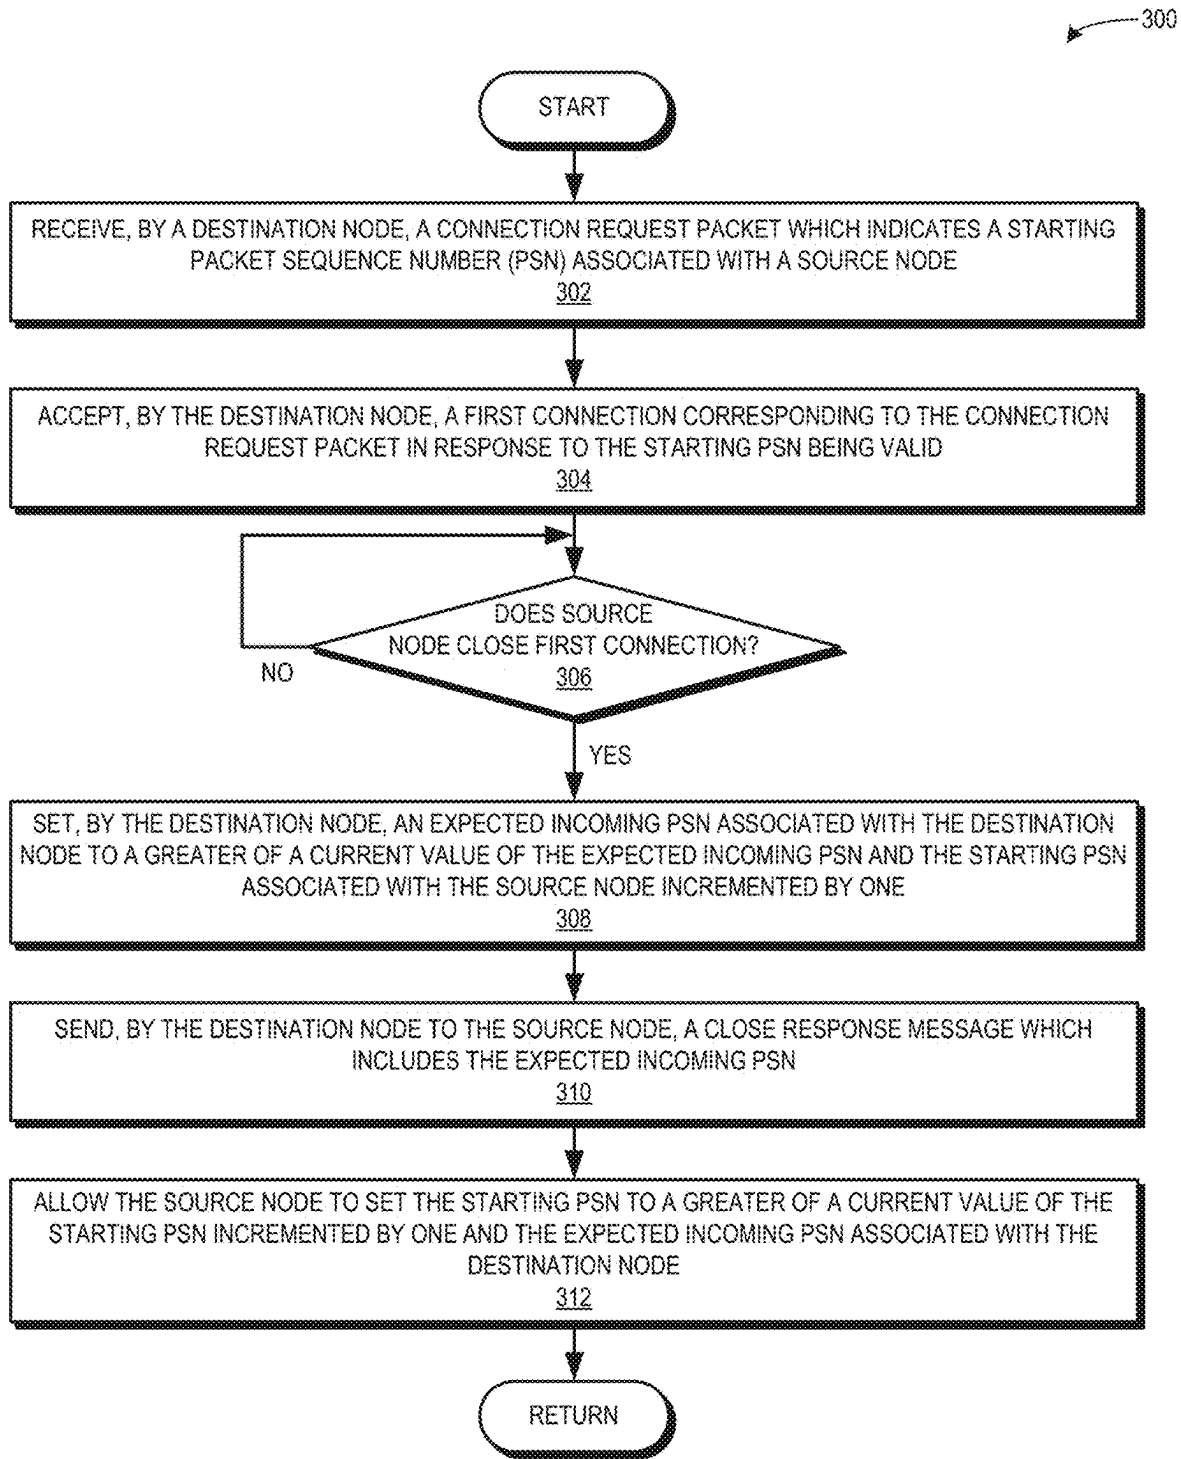 300
START
RECEIVE, BY A DESTINATION NODE, A CONNECTION REQUEST PACKET WHICH INDICATES A STARTING
PACKET SEQUENCE NUMBER (PSN) ASSOCIATED WITH A SOURCE NODE
302
ACCEPT, BY THE DESTINATION NODE, A FIRST CONNECTION CORRESPONDING TO THE CONNECTION
REQUEST PACKET IN RESPONSE TO THE STARTING PSN BEING VALID
304
DOES SOURCE
NODE CLOSE FIRST CONNECTION?
306
NO
YES
SET, BY THE DESTINATION NODE, AN EXPECTED INCOMING PSN ASSOCIATED WITH THE DESTINATION
NODE TO A GREATER OF A CURRENT VALUE OF THE EXPECTED INCOMING PSN AND THE STARTING PSN
ASSOCIATED WITH THE SOURCE NODE INCREMENTED BY ONE
308
SEND, BY THE DESTINATION NODE TO THE SOURCE NODE, A CLOSE RESPONSE MESSAGE WHICH
INCLUDES THE EXPECTED INCOMING PSN
310
ALLOW THE SOURCE NODE TO SET THE STARTING PSN TO A GREATER OF A CURRENT VALUE OF THE
STARTING PSN INCREMENTED BY ONE AND THE EXPECTED INCOMING PSN ASSOCIATED WITH THE
DESTINATION NODE
312
RETURN